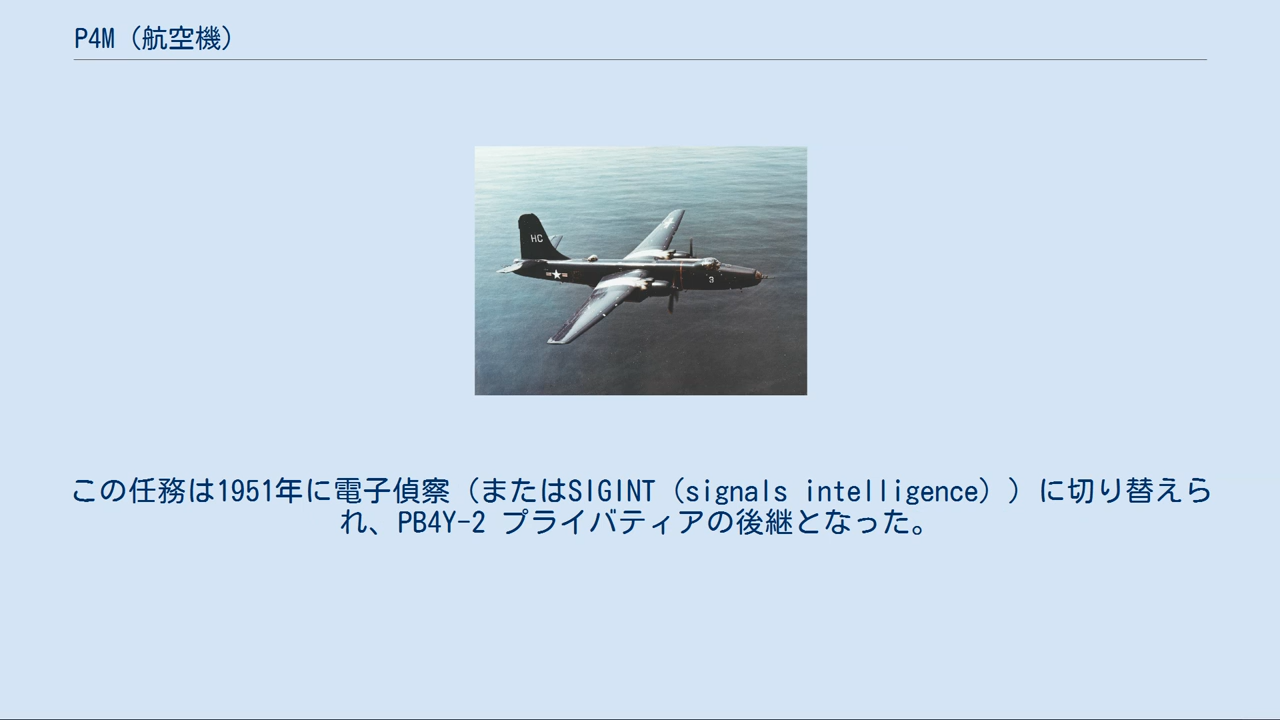 P4M（航空機）
HC
9
この任務は1951年に電子偵察（またはSIGINT（signals intelligence））に切り替えら
れ、PB4Y-2 プライバティアの後継となった。